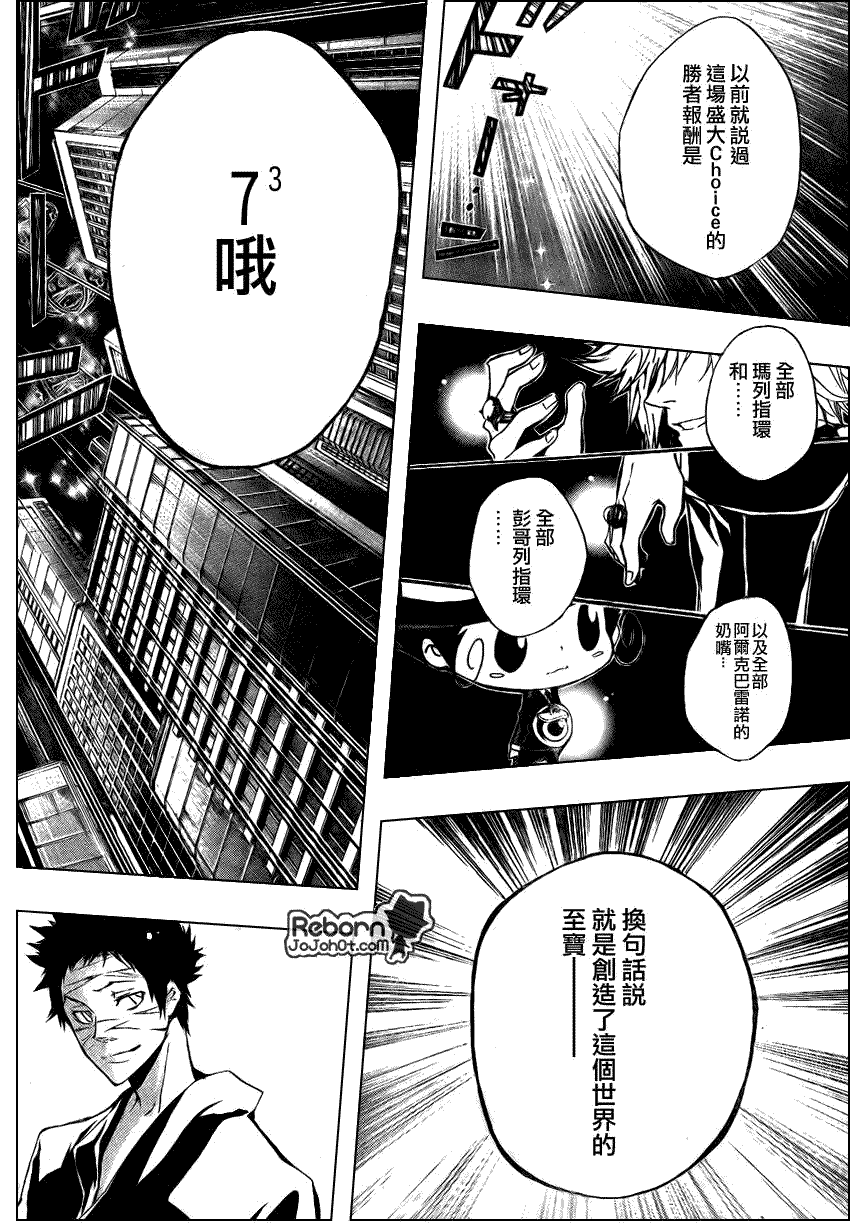 以前就説過
這場盛大Choice的
勝者報酬是
全部
瑪列指環
和……
全部
彭哥列指環
……
以及全部
阿爾克巴雷諾的
奶嘴…
換句話説
就是創造了這個世界的
至寶——
7³
哦
Reborn
JoJoHot.com